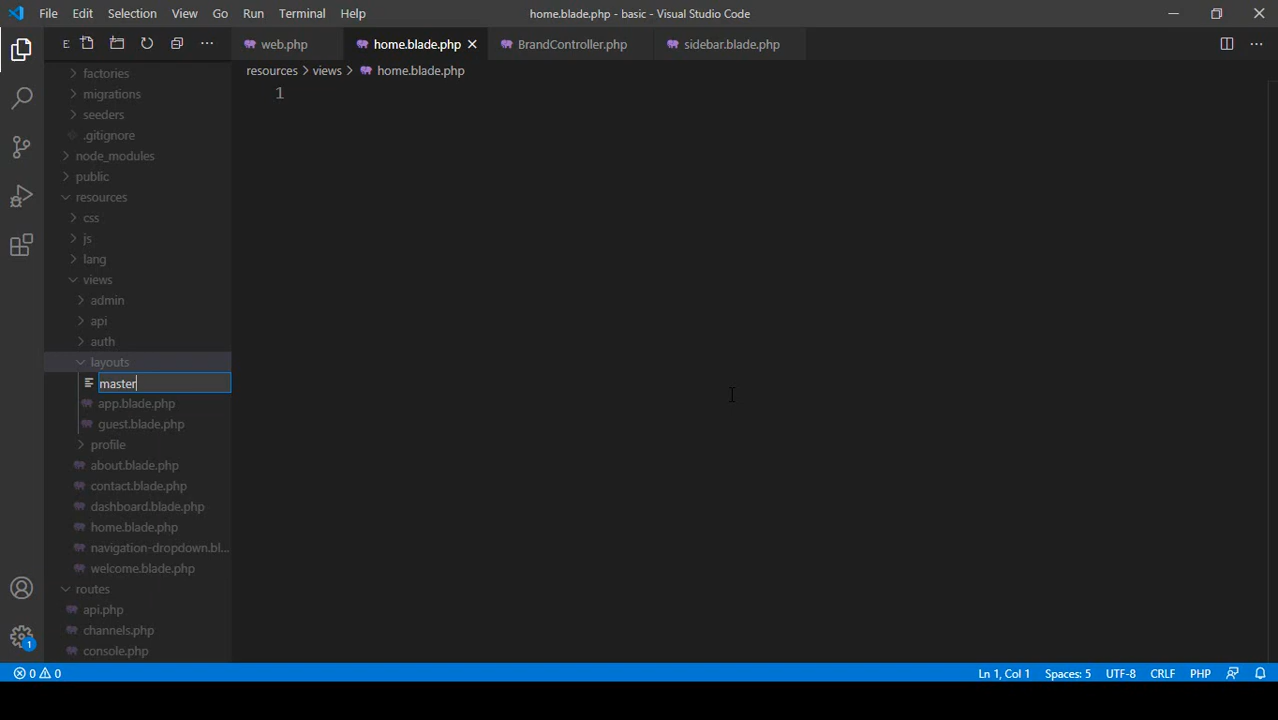 File Edit Selection View Go Run Terminal Help home.blade.php - basic - Visual Studio Code
E web.php home.blade.php BrandController.php sidebar.blade.php
resources > views > home.blade.php
1
factories
migrations
seeders
.gitignore
node_modules
public
resources
css
js
lang
views
admin
api
auth
layouts
master
app.blade.php
guest.blade.php
profile
about.blade.php
contact.blade.php
dashboard.blade.php
home.blade.php
navigation-dropdown.bl...
welcome.blade.php
routes
api.php
channels.php
console.php
1
0 0 Ln 1, Col 1 Spaces: 5 UTF-8 CRLF PHP